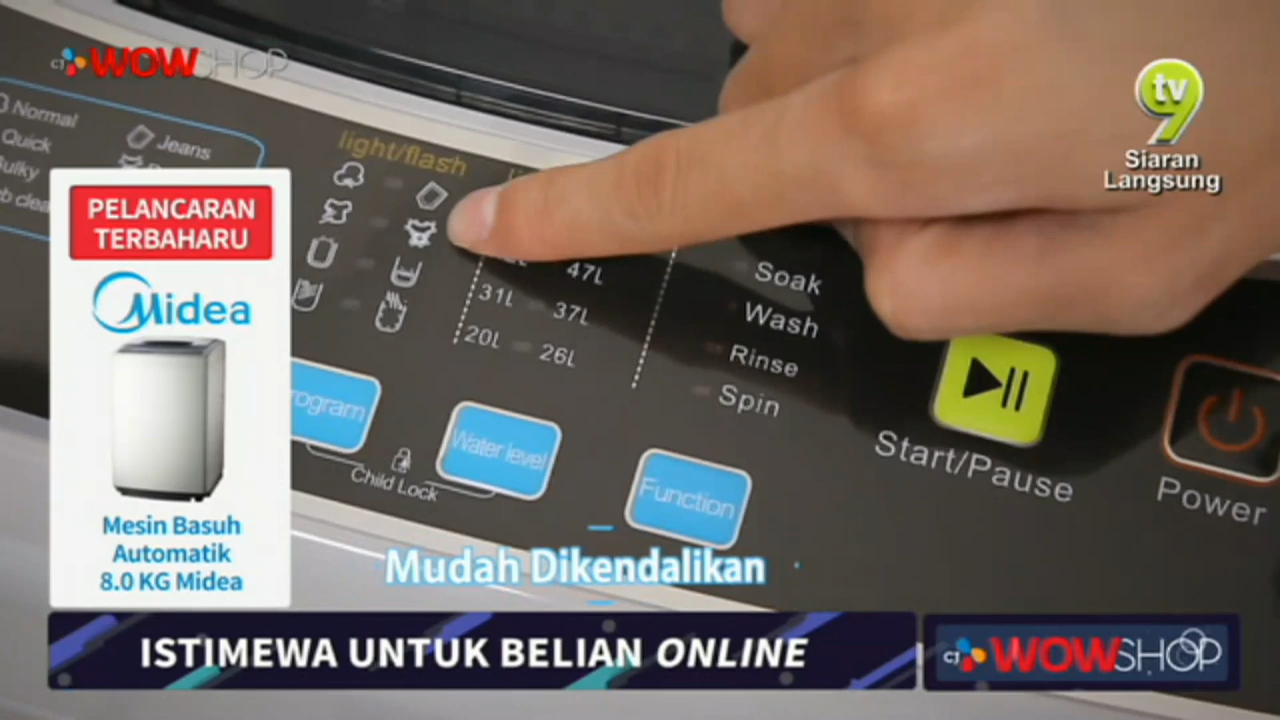 CJ WOWSHOP
tv9
Siaran
Langsung
Normal
Quick
Jeans
light/flash
PELANCARAN
TERBAHARU
Midea
Mesin Basuh
Automatik
8.0 KG Midea
47L
31L 37L
20L 26L
Soak
Wash
Rinse
Spin
Water level
Function
Child Lock
Start/Pause
Power
Mudah Dikendalikan
ISTIMEWA UNTUK BELIAN ONLINE
CJ WOWSHOP